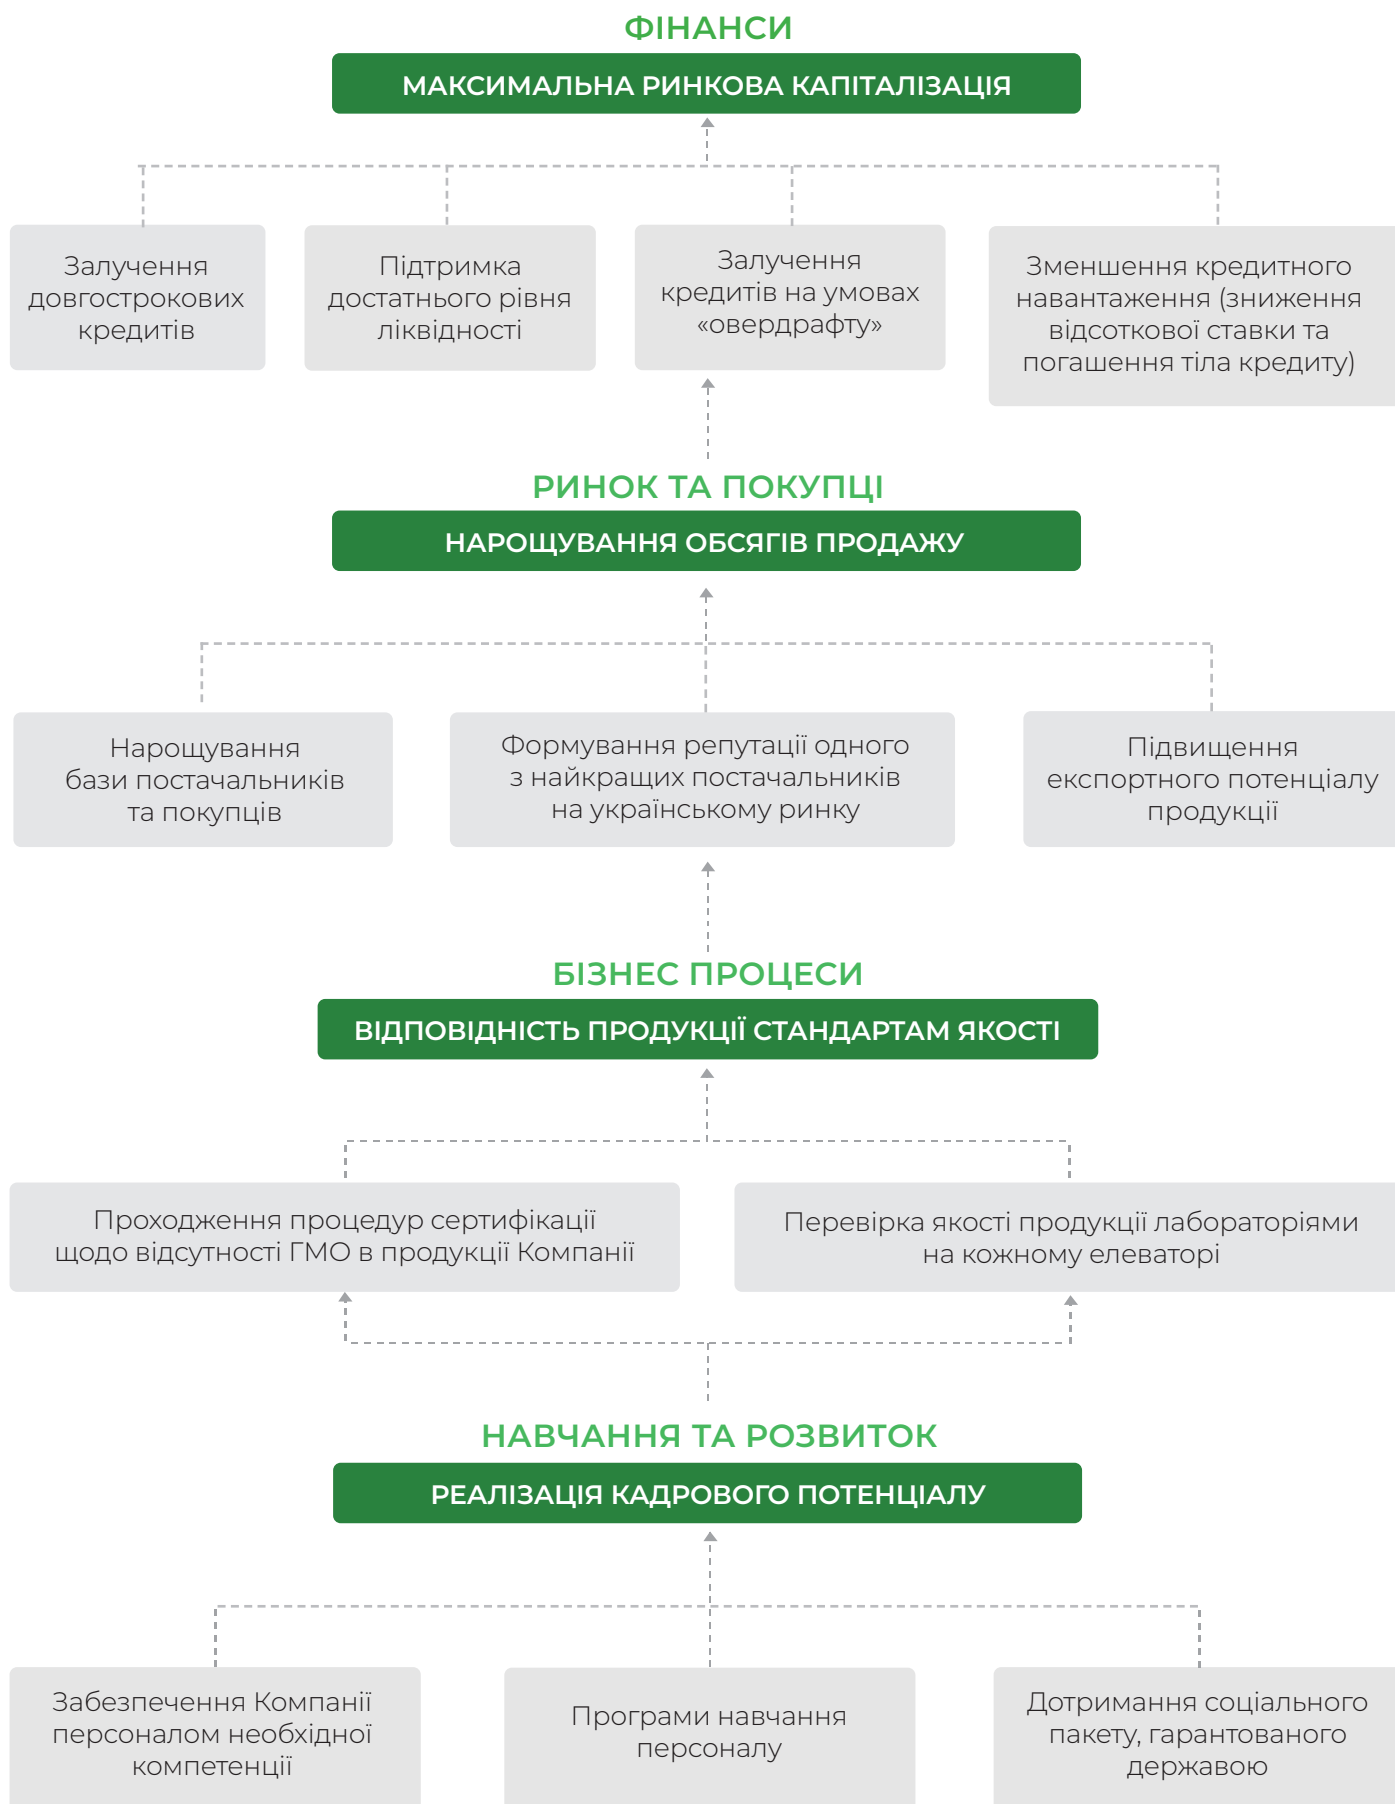 ФІНАНСИ
МАКСИМАЛЬНА РИНКОВА КАПІТАЛІЗАЦІЯ
Залучення
довгострокових
кредитів
Підтримка
достатнього рівня
ліквідності
Залучення
кредитів на умовах
«овердрафту»
Зменшення кредитного
навантаження (зниження
відсоткової ставки та
погашення тіла кредиту)
РИНОК ТА ПОКУПЦІ
НАРОЩУВАННЯ ОБСЯГІВ ПРОДАЖУ
Нарощування
бази постачальників
та покупців
Формування репутації одного
з найкращих постачальників
на українському ринку
Підвищення
експортного потенціалу
продукції
БІЗНЕС ПРОЦЕСИ
ВІДПОВІДНІСТЬ ПРОДУКЦІЇ СТАНДАРТАМ ЯКОСТІ
Проходження процедур сертифікації
щодо відсутності ГМО в продукції Компанії
Перевірка якості продукції лабораторіями
на кожному елеваторі
НАВЧАННЯ ТА РОЗВИТОК
РЕАЛІЗАЦІЯ КАДРОВОГО ПОТЕНЦІАЛУ
Забезпечення Компанії
персоналом необхідної
компетенції
Програми навчання
персоналу
Дотримання соціального
пакету, гарантованого
державою